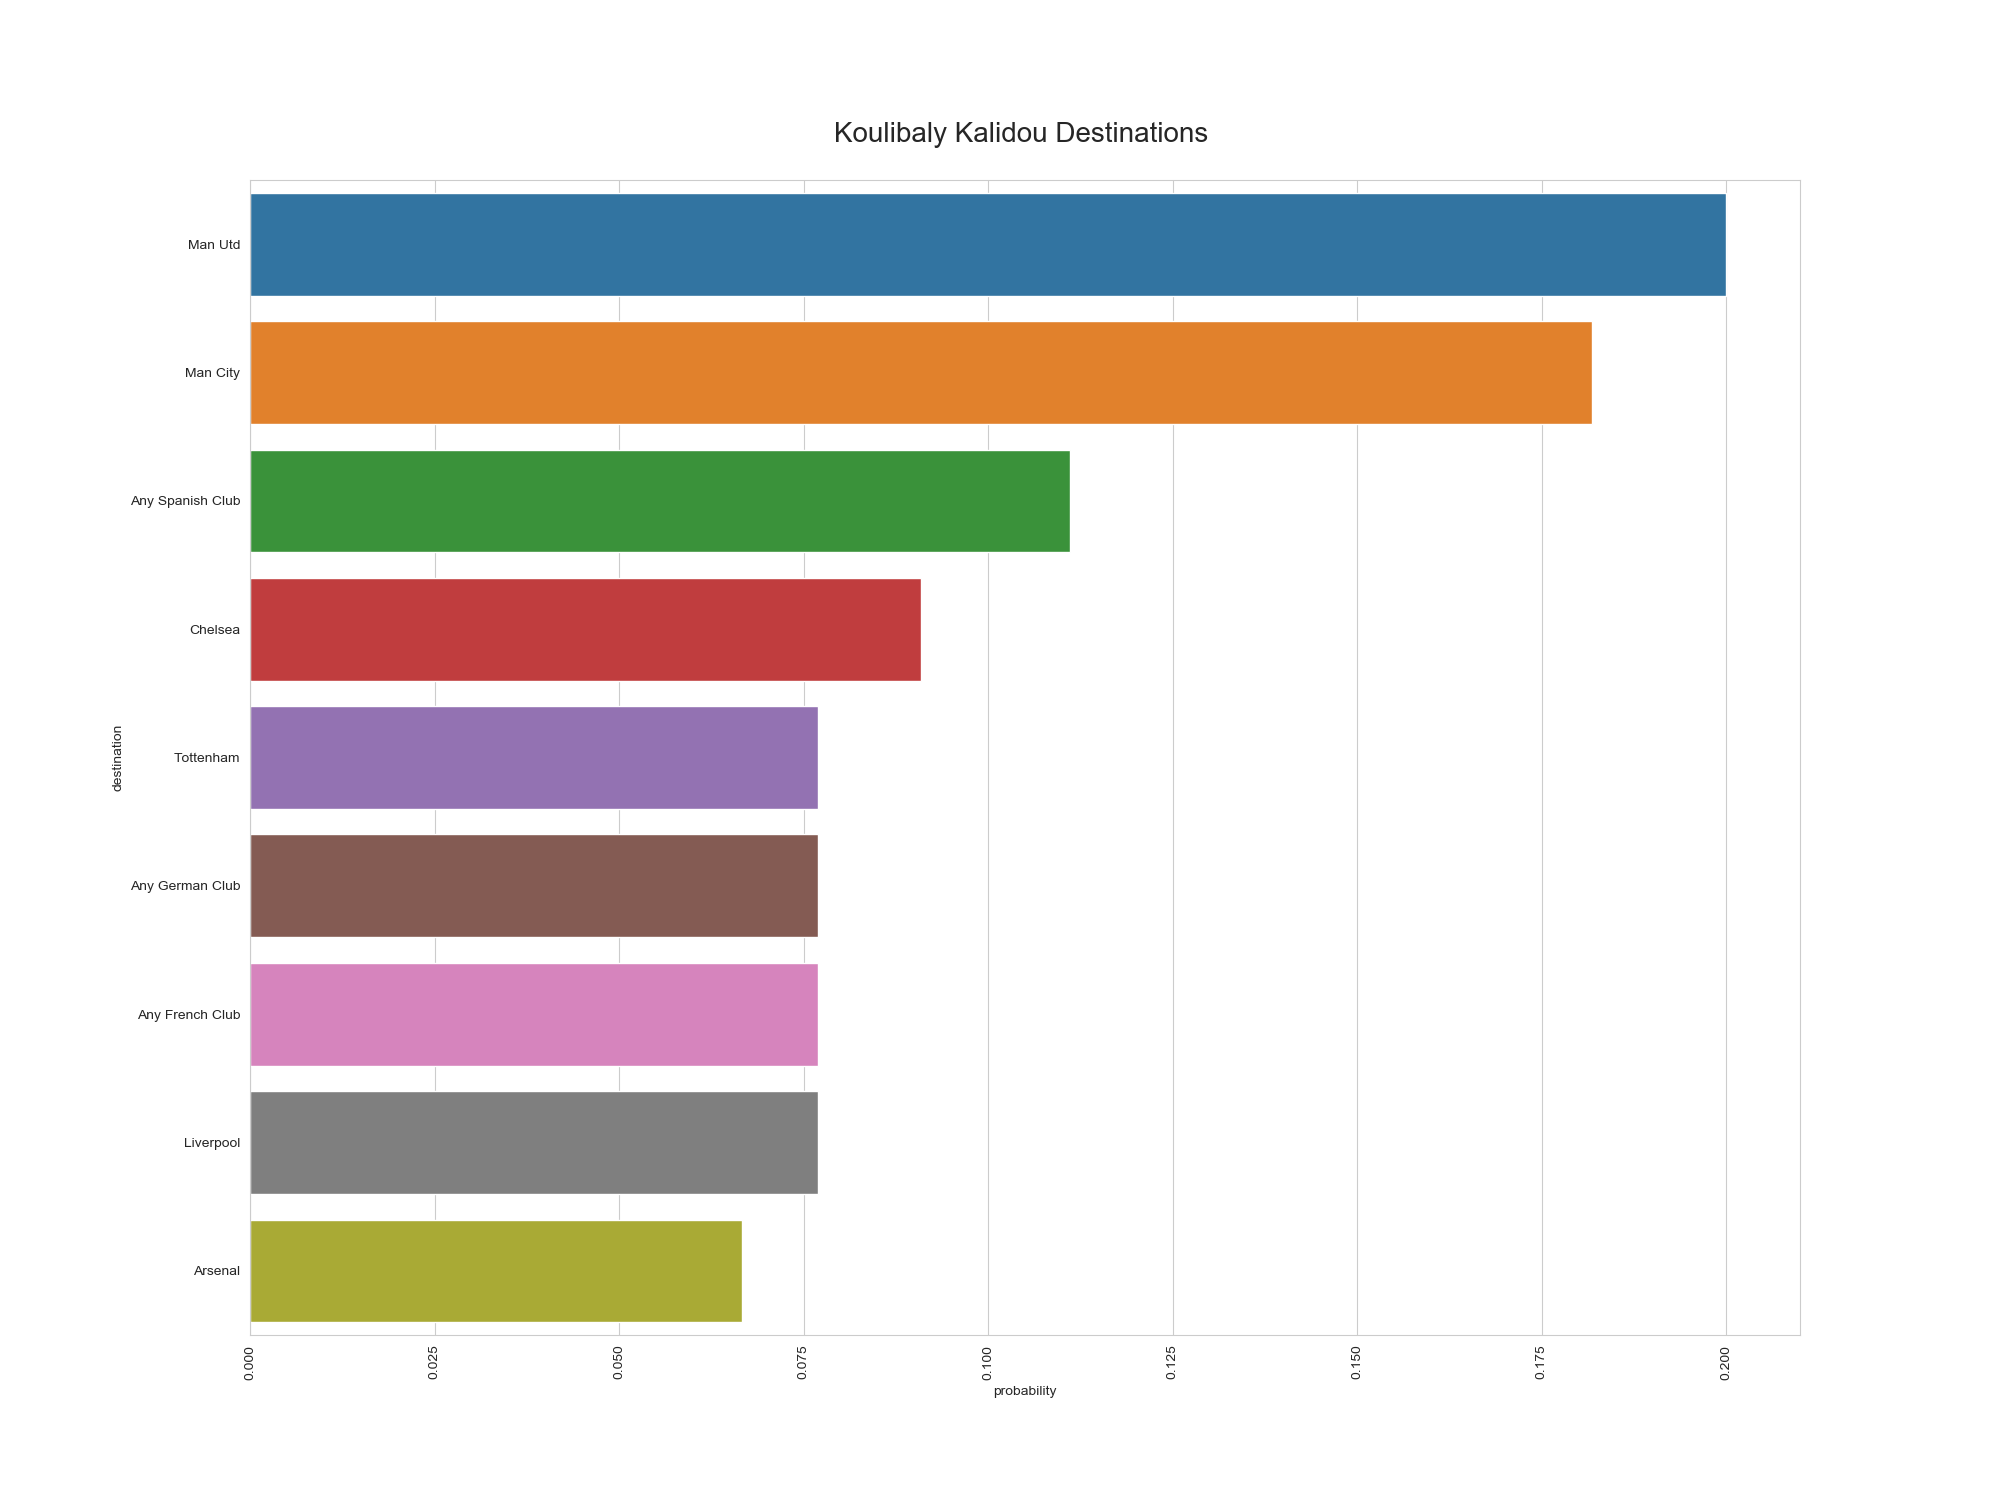 Koulibaly Kalidou Destinations
Man Utd
Man City
Any Spanish Club
Chelsea
Tottenham
Any German Club
Any French Club
Liverpool
Arsenal
destination
0.000
0.025
0.050
0.075
0.100
0.125
0.150
0.175
0.200
probability